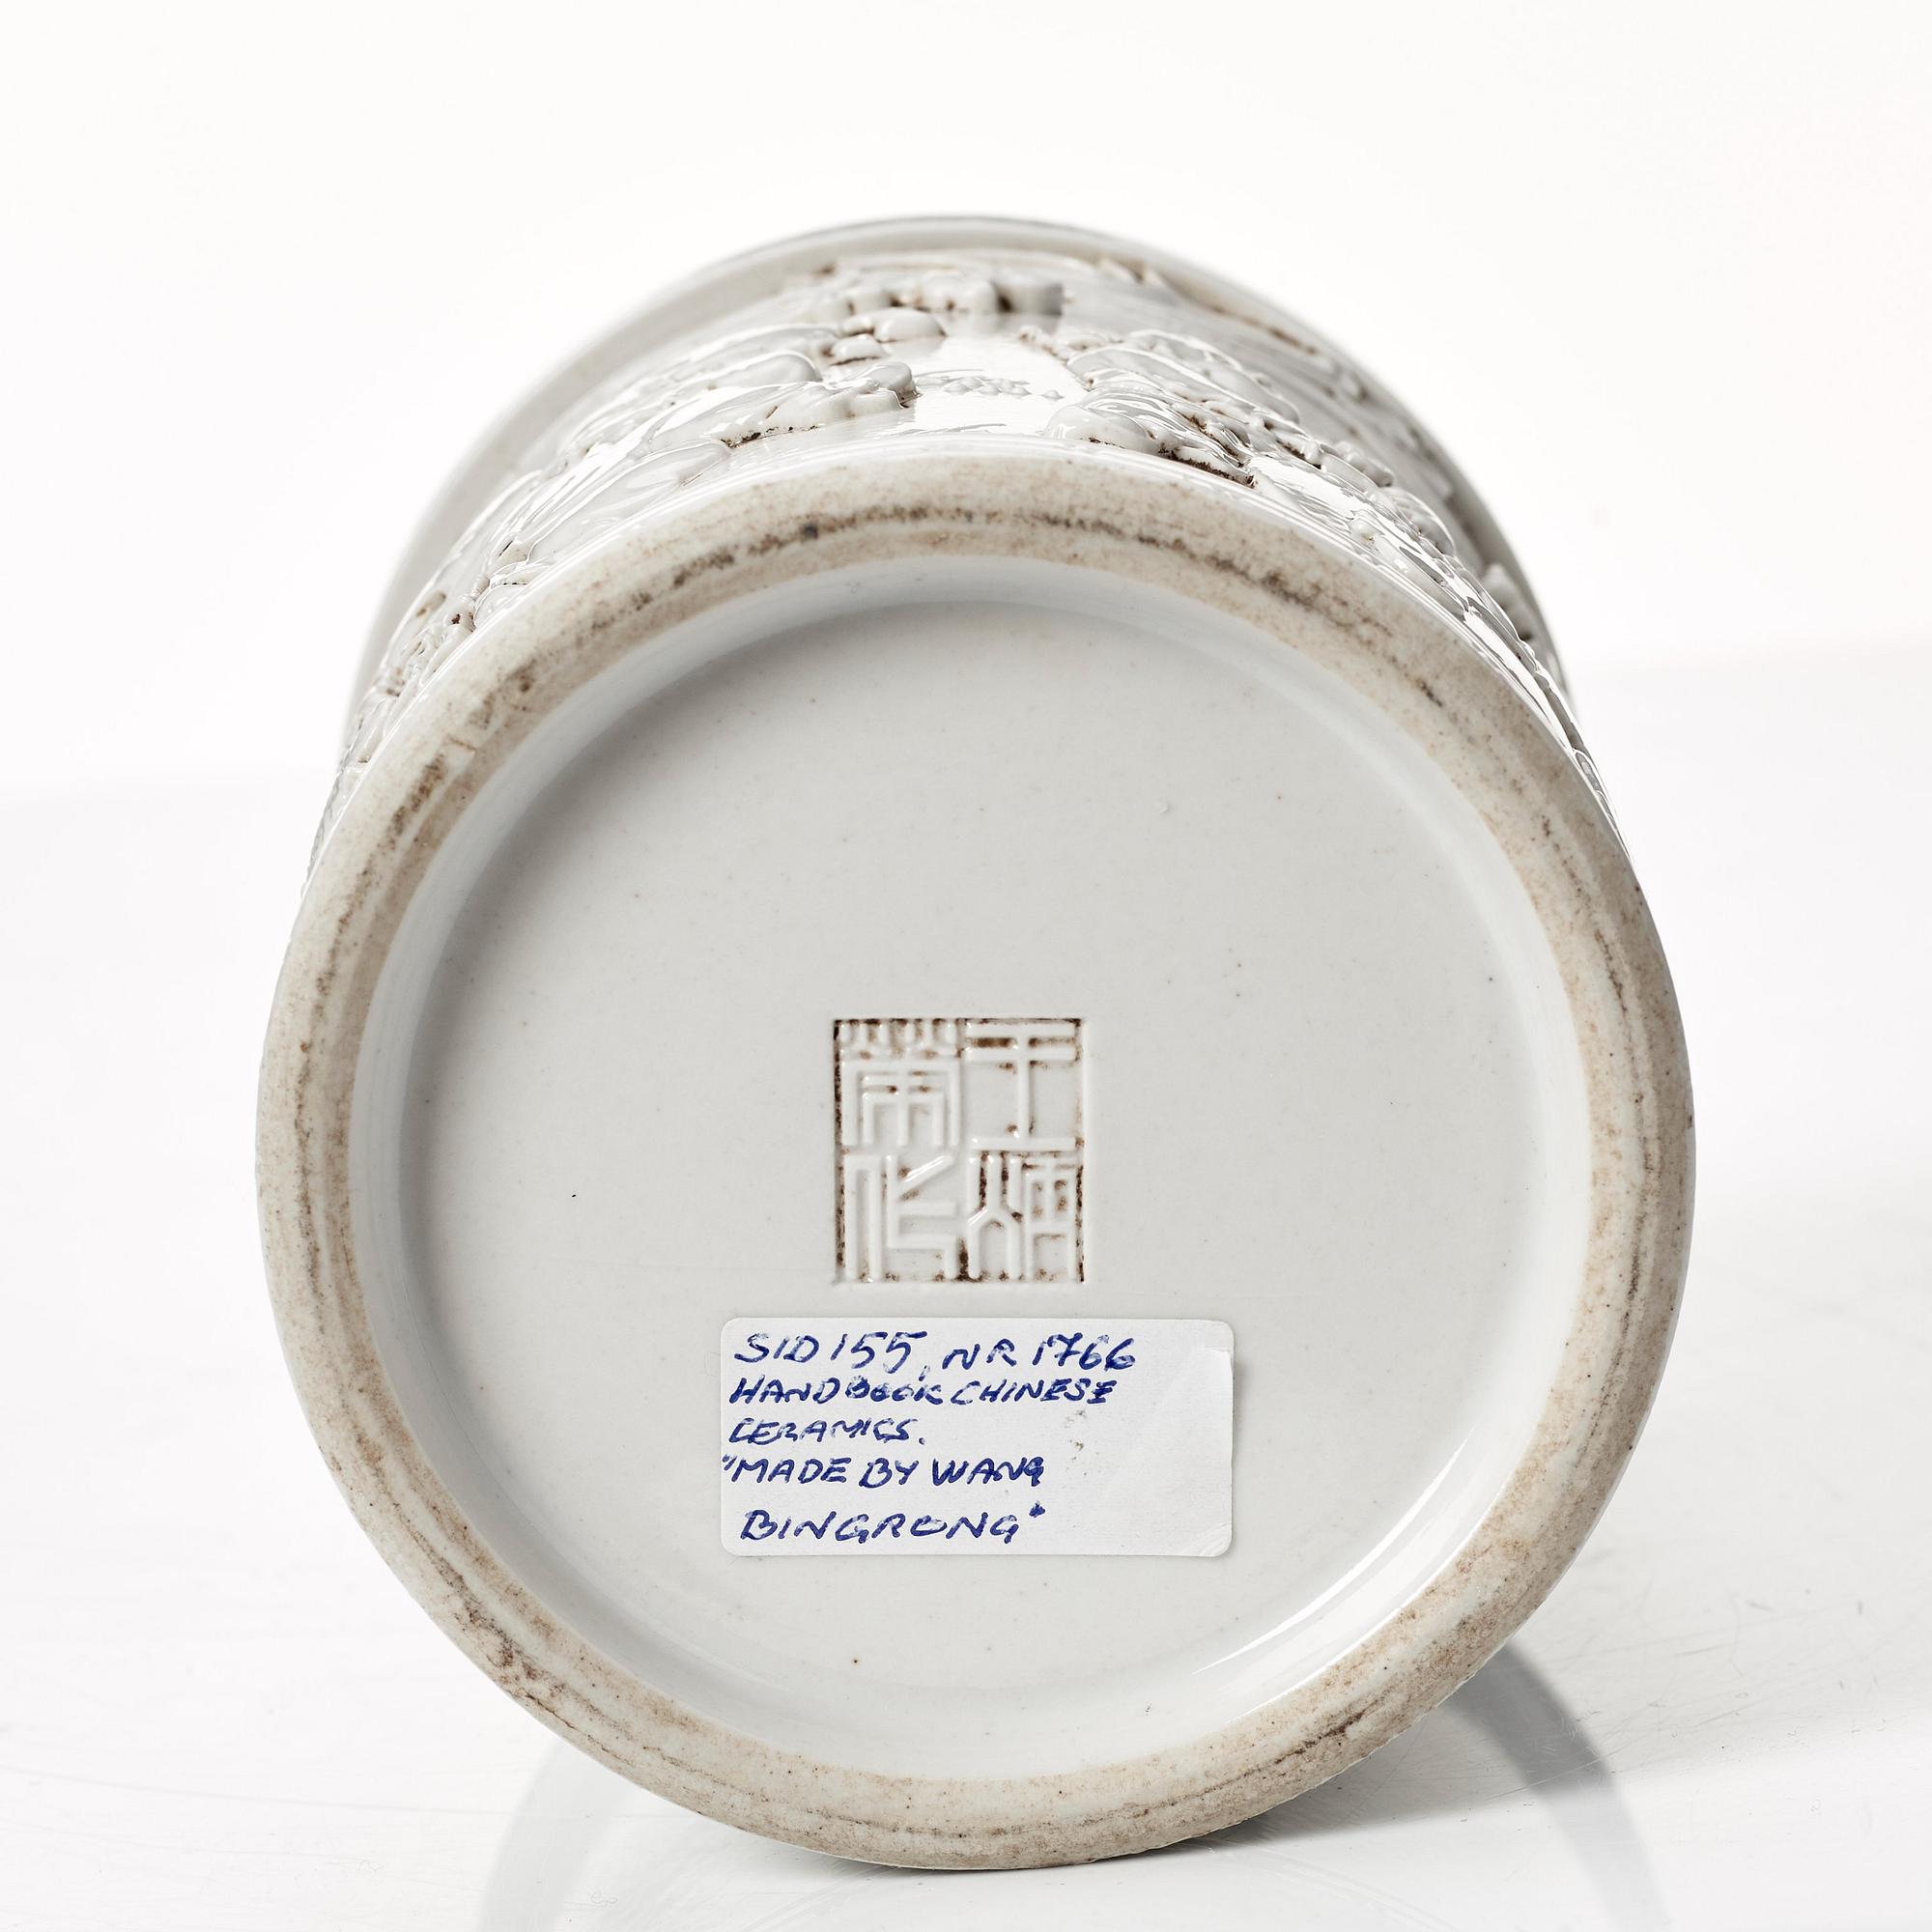 王炳
榮作
SID 155, NR 1766
HANDBOOK CHINESE
CERAMICS.
"MADE BY WANG
BINGRONG"